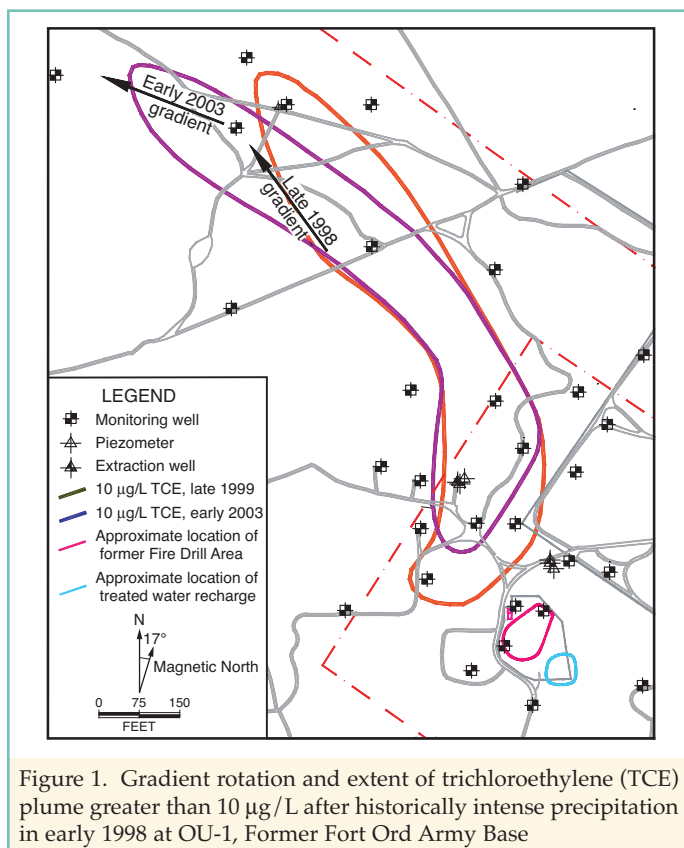 Early 2003
gradient
Late 1998
gradient
LEGEND
Monitoring well
Piezometer
Extraction well
10 µg/L TCE, late 1999
10 µg/L TCE, early 2003
Approximate location of
former Fire Drill Area
Approximate location of
treated water recharge
N
17°
Magnetic North
0 75 150
FEET
Figure 1. Gradient rotation and extent of trichloroethylene (TCE)
plume greater than 10 µg/L after historically intense precipitation
in early 1998 at OU-1, Former Fort Ord Army Base